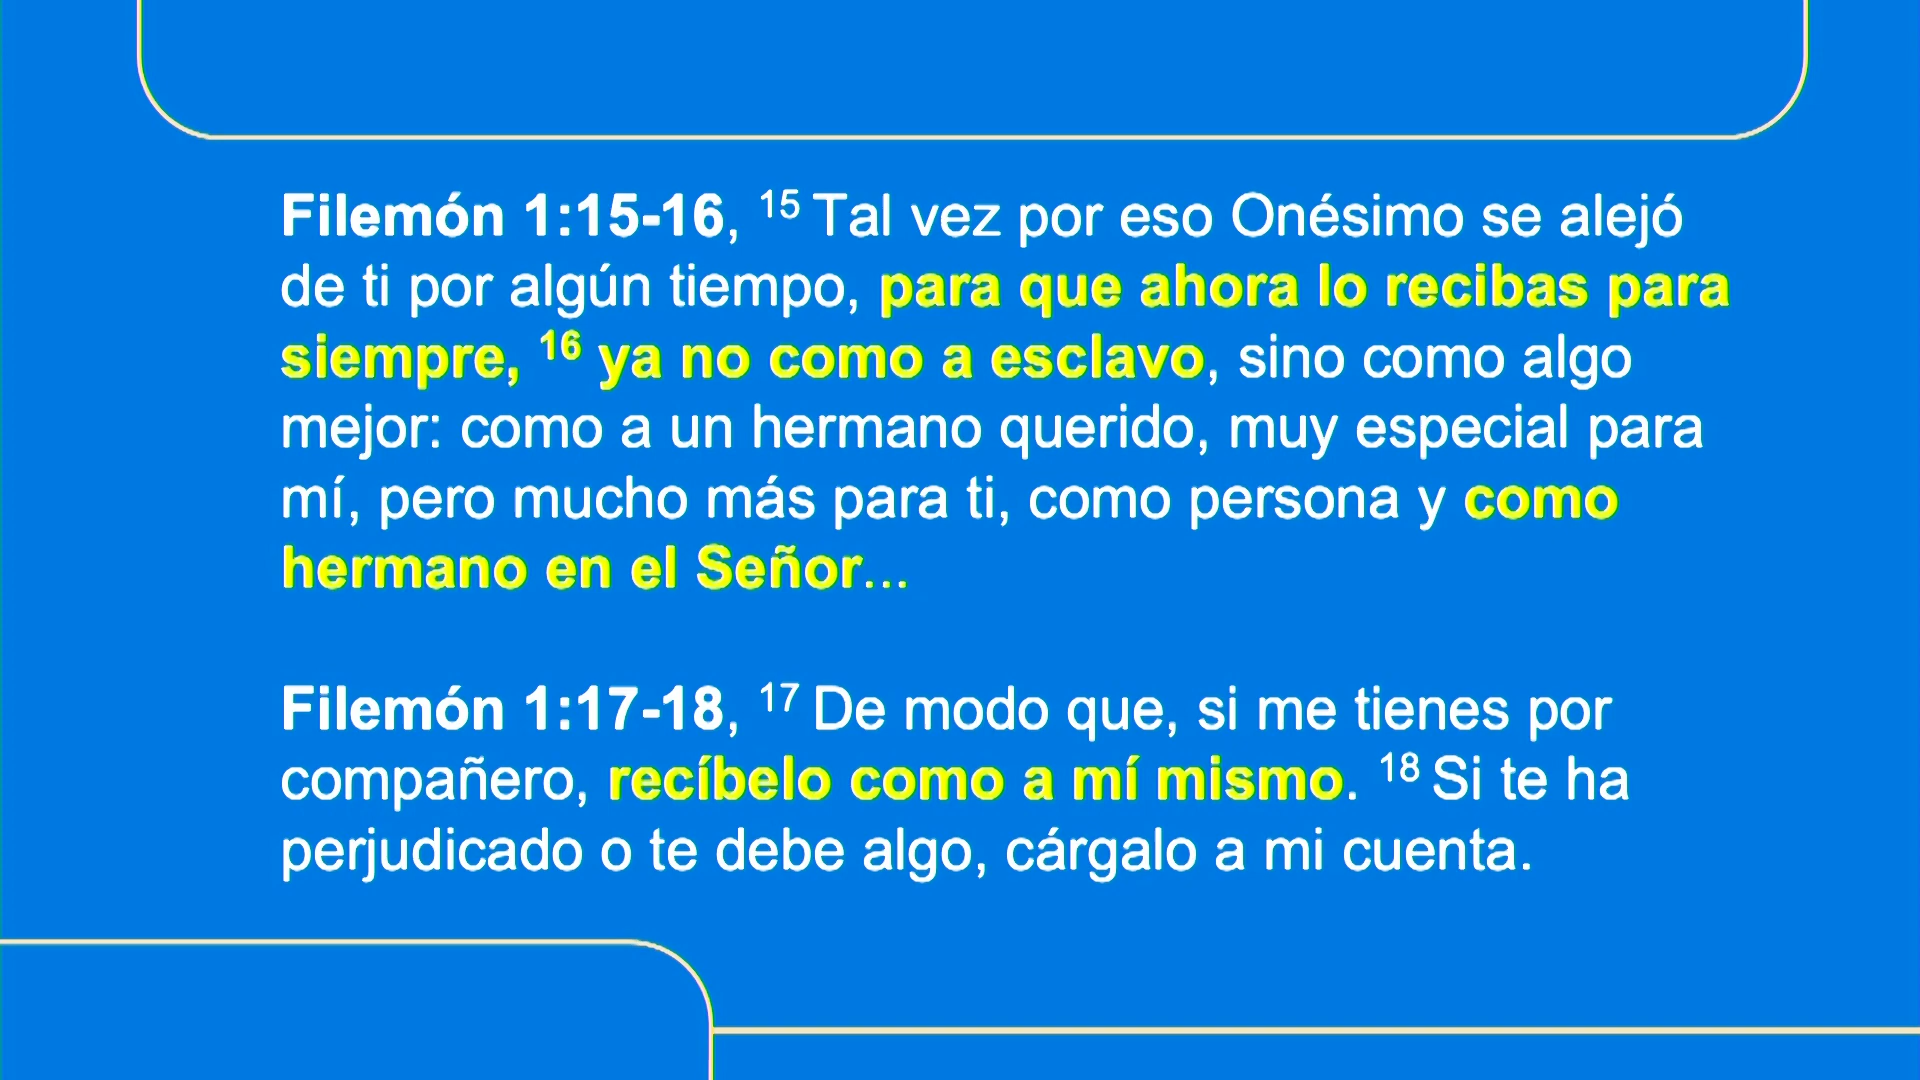 Filemón 1:15-16, 15 Tal vez por eso Onésimo se alejó
de ti por algún tiempo, para que ahora lo recibas para
siempre, 16 ya no como a esclavo, sino como algo
mejor: como a un hermano querido, muy especial para
mí, pero mucho más para ti, como persona y como
hermano en el Señor...
Filemón 1:17-18, 17 De modo que, si me tienes por
compañero, recíbelo como a mí mismo. 18 Si te ha
perjudicado o te debe algo, cárgalo a mi cuenta.